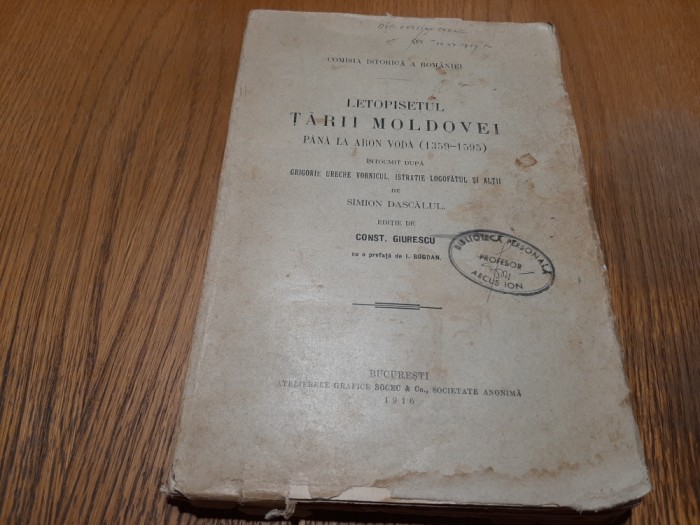 COMISIA ISTORICĂ A ROMÂNIEI
LETOPISETUL
ȚĂRII MOLDOVEI
PÂNĂ LA ARON VODĂ (1359-1595)
ÎNTOCMIT DUPĂ
GRIGORIE URECHE VORNICUL, ISTRATIE LOGOFĂTUL ȘI ALȚII
DE
SIMION DASCĂLUL.
EDIȚIE DE
CONST. GIURESCU
cu o prefață de I. BOGDAN.
BIBLIOTECA PERSONALĂ
PROFESOR
ARCUS ION
BUCUREȘTI
ATELIERELE GRAFICE SOCEC & Co., SOCIETATE ANONIMĂ
1916